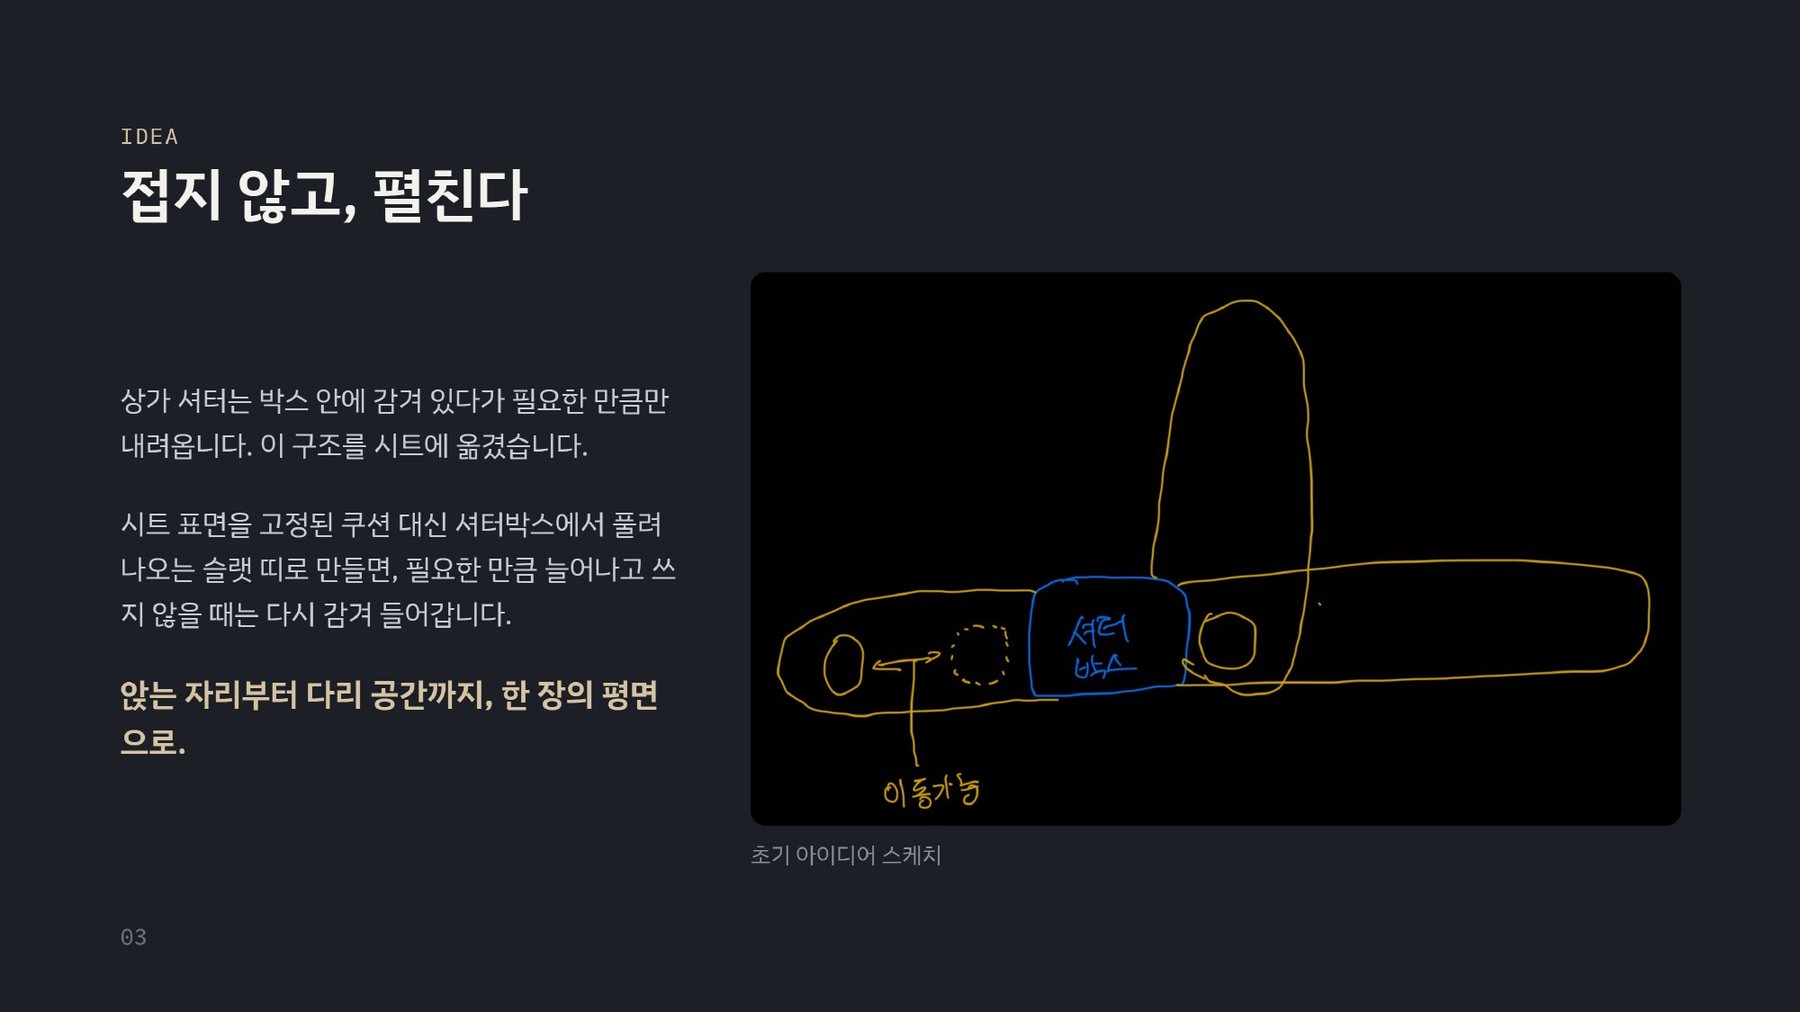 IDEA
접지 않고, 펼친다
상가 셔터는 박스 안에 감겨 있다가 필요한 만큼만
내려옵니다. 이 구조를 시트에 옮겼습니다.
시트 표면을 고정된 쿠션 대신 셔터박스에서 풀려
나오는 슬랫 띠로 만들면, 필요한 만큼 늘어나고 쓰
지 않을 때는 다시 감겨 들어갑니다.
앉는 자리부터 다리 공간까지, 한 장의 평면
으로.
셔터
박스
이동가능
초기 아이디어 스케치
03